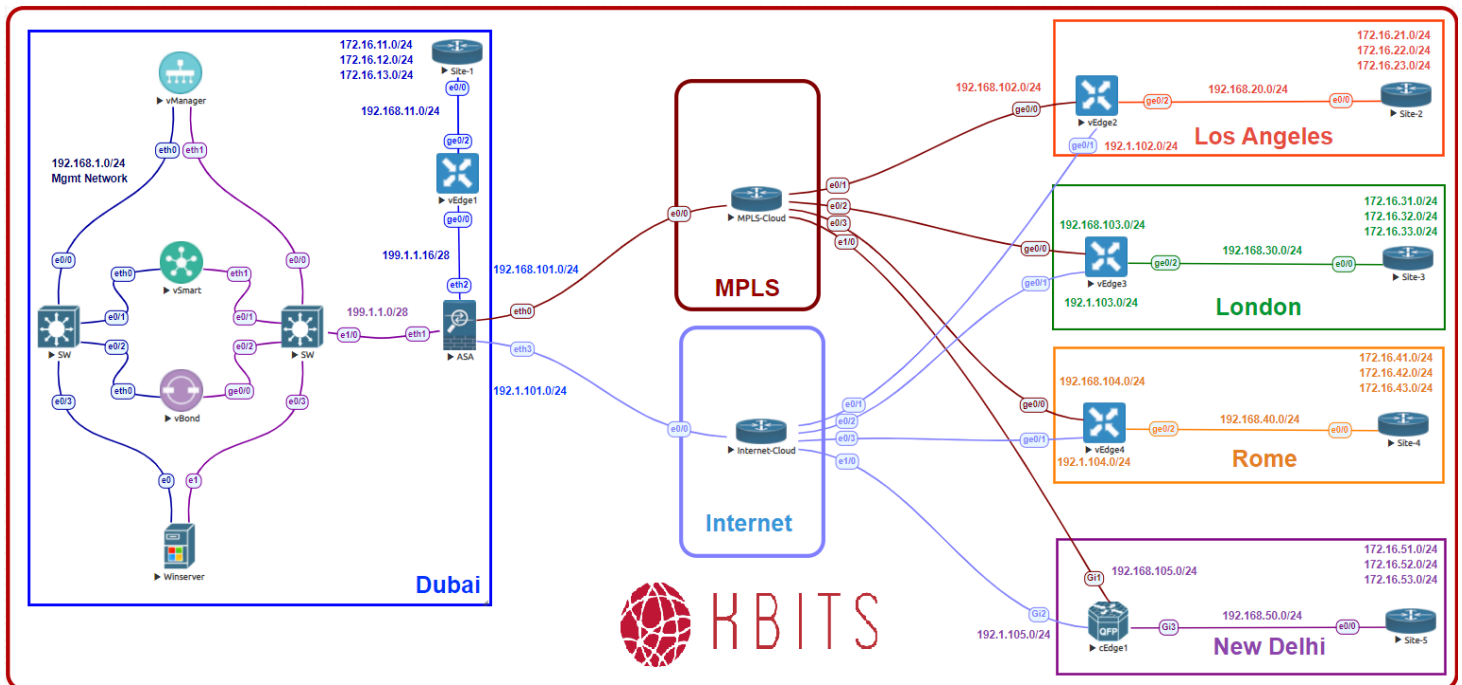 172.16.11.0/24
172.16.12.0/24
172.16.13.0/24
Site-1
e0/0
192.168.11.0/24
ge0/2
vEdge1
ge0/0
199.1.1.16/28
eth2
vManager
eth0
eth1
192.168.1.0/24
Mgmt Network
e0/0
e0/0
eth0
eth1
vSmart
e0/1
e0/1
SW
SW
e0/2
e0/2
eth0
ge0/0
vBond
e0/3
e0/3
e0
e1
Winserver
199.1.1.0/28
e1/0
eth1
ASA
eth0
eth3
192.168.101.0/24
192.1.101.0/24
Dubai
e0/0
MPLS-Cloud
e0/1
e0/2
e0/3
e1/0
MPLS
e0/0
Internet-Cloud
e0/1
e0/2
e0/3
e1/0
Internet
KBITS
172.16.21.0/24
172.16.22.0/24
172.16.23.0/24
192.168.102.0/24
ge0/0
vEdge2
ge0/2
192.168.20.0/24
e0/0
Site-2
ge0/1
192.1.102.0/24
Los Angeles
172.16.31.0/24
172.16.32.0/24
172.16.33.0/24
192.168.103.0/24
ge0/0
vEdge3
ge0/2
192.168.30.0/24
e0/0
Site-3
ge0/1
192.1.103.0/24
London
172.16.41.0/24
172.16.42.0/24
172.16.43.0/24
192.168.104.0/24
ge0/0
vEdge4
ge0/2
192.168.40.0/24
e0/0
Site-4
ge0/1
192.1.104.0/24
Rome
172.16.51.0/24
172.16.52.0/24
172.16.53.0/24
Gi1
192.168.105.0/24
Gi2
192.1.105.0/24
QFP
cEdge1
Gi3
192.168.50.0/24
e0/0
Site-5
New Delhi